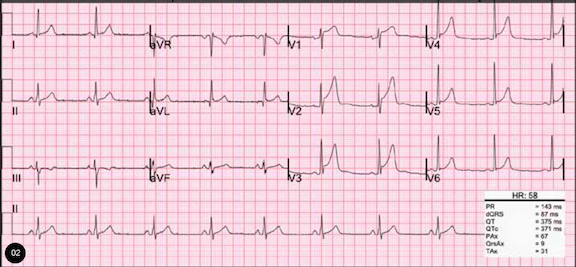 I aVR V1 V4
II aVL V2 V5
III aVF V3 V6
II
HR: 58
PR = 143 ms
dQRS = 87 ms
QT = 375 ms
QTc = 371 ms
PAx = 67
QrsAx = 9
TAx = 31
02